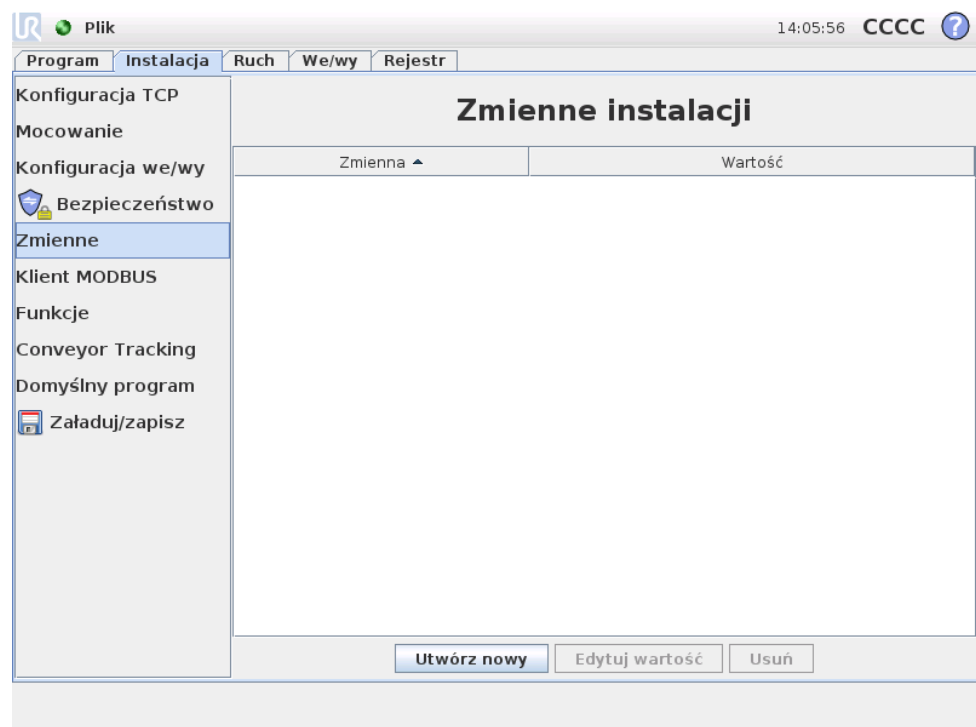 UR Plik 14:05:56 CCCC ?
Program Instalacja Ruch We/wy Rejestr
Konfiguracja TCP
Mocowanie
Konfiguracja we/wy
Bezpieczeństwo
Zmienne
Klient MODBUS
Funkcje
Conveyor Tracking
Domyślny program
Załaduj/zapisz
Zmienne instalacji
Zmienna Wartość
Utwórz nowy Edytuj wartość Usuń